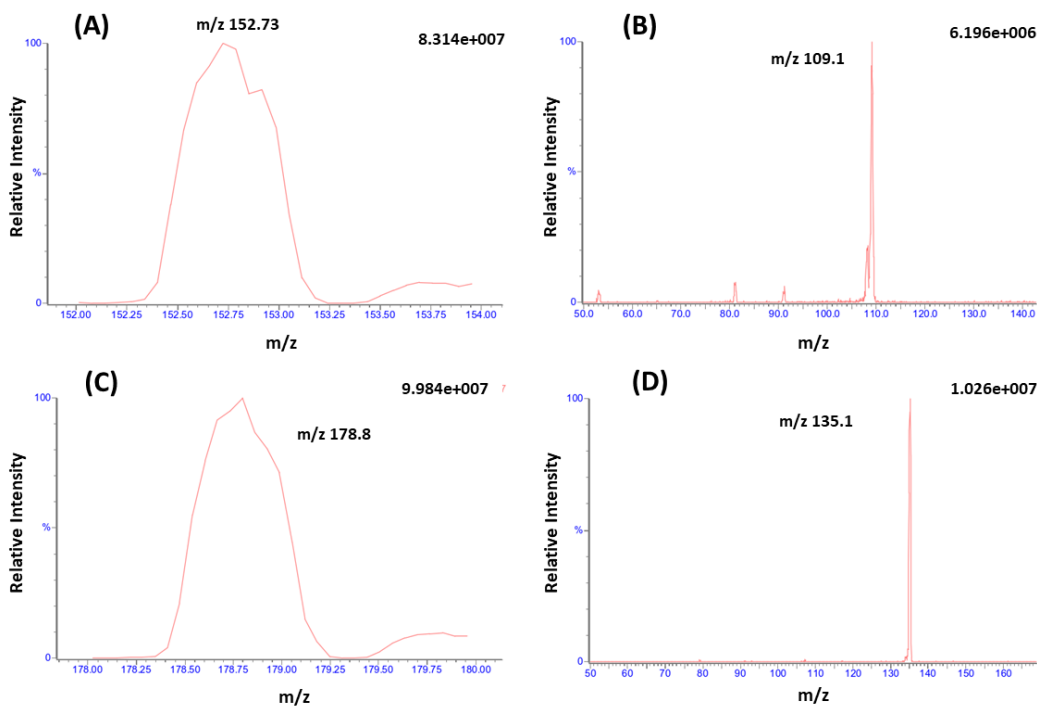 (A)
m/z 152.73
8.314e+007
100
%
0
Relative Intensity
152.00 152.25 152.50 152.75 153.00 153.25 153.50 153.75 154.00
m/z
(B)
6.196e+006
m/z 109.1
100
%
0
Relative Intensity
50.0 60.0 70.0 80.0 90.0 100.0 110.0 120.0 130.0 140.0
m/z
(C)
9.984e+007
m/z 178.8
100
%
0
Relative Intensity
178.00 178.25 178.50 178.75 179.00 179.25 179.50 179.75 180.00
m/z
(D)
1.026e+007
m/z 135.1
100
%
0
Relative Intensity
50 60 70 80 90 100 110 120 130 140 150 160
m/z